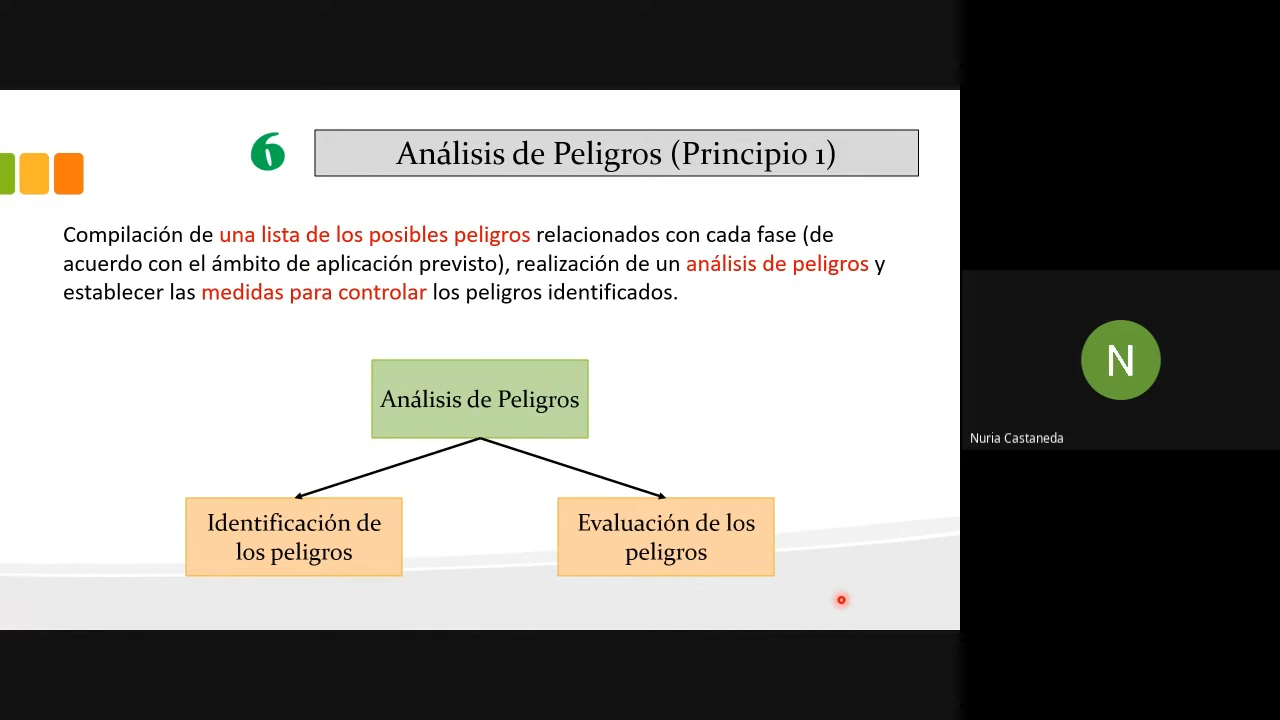 6
Análisis de Peligros (Principio 1)
Compilación de una lista de los posibles peligros relacionados con cada fase (de
acuerdo con el ámbito de aplicación previsto), realización de un análisis de peligros y
establecer las medidas para controlar los peligros identificados.
Análisis de Peligros
Identificación de
los peligros
Evaluación de los
peligros
N
Nuria Castaneda